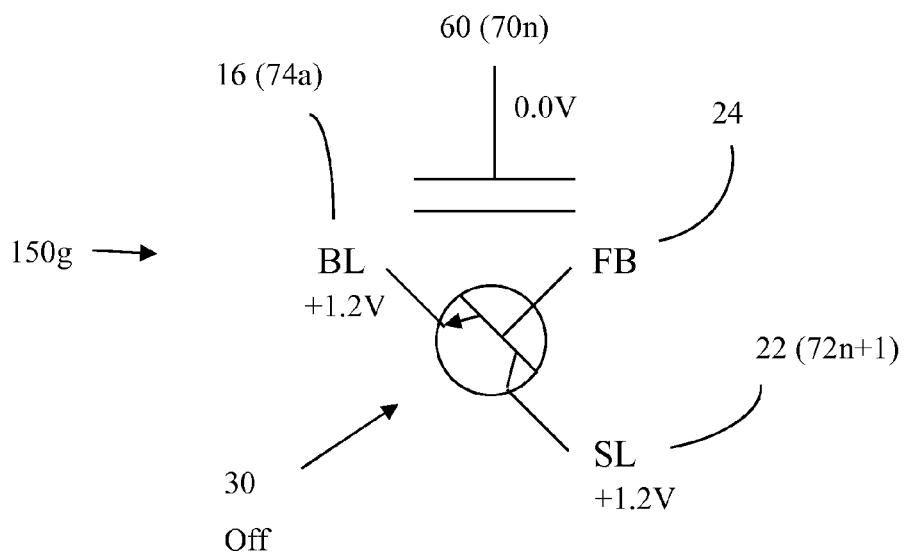 60 (70n)
16 (74a)
0.0V
24
150g
BL
FB
+1.2V
22 (72n+1)
SL
+1.2V
30
Off